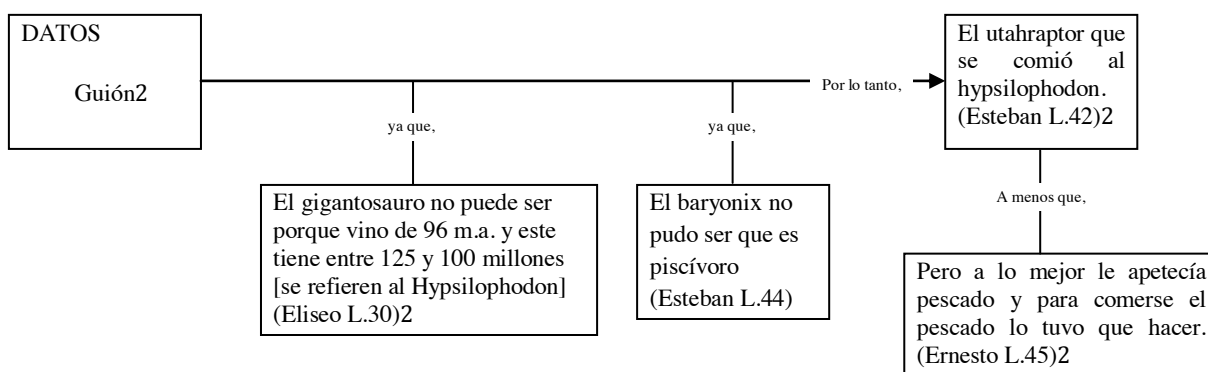 DATOS
Guión2
ya que,
ya que,
Por lo tanto,
El utahraptor que
se comió al
hypsilophodon.
(Esteban L.42)2
A menos que,
El gigantosauro no puede ser
porque vino de 96 m.a. y este
tiene entre 125 y 100 millones
[se refieren al Hypsilophodon]
(Eliseo L.30)2
El baryonix no
pudo ser que es
piscívoro
(Esteban L.44)
Pero a lo mejor le apetecía
pescado y para comerse el
pescado lo tuvo que hacer.
(Ernesto L.45)2